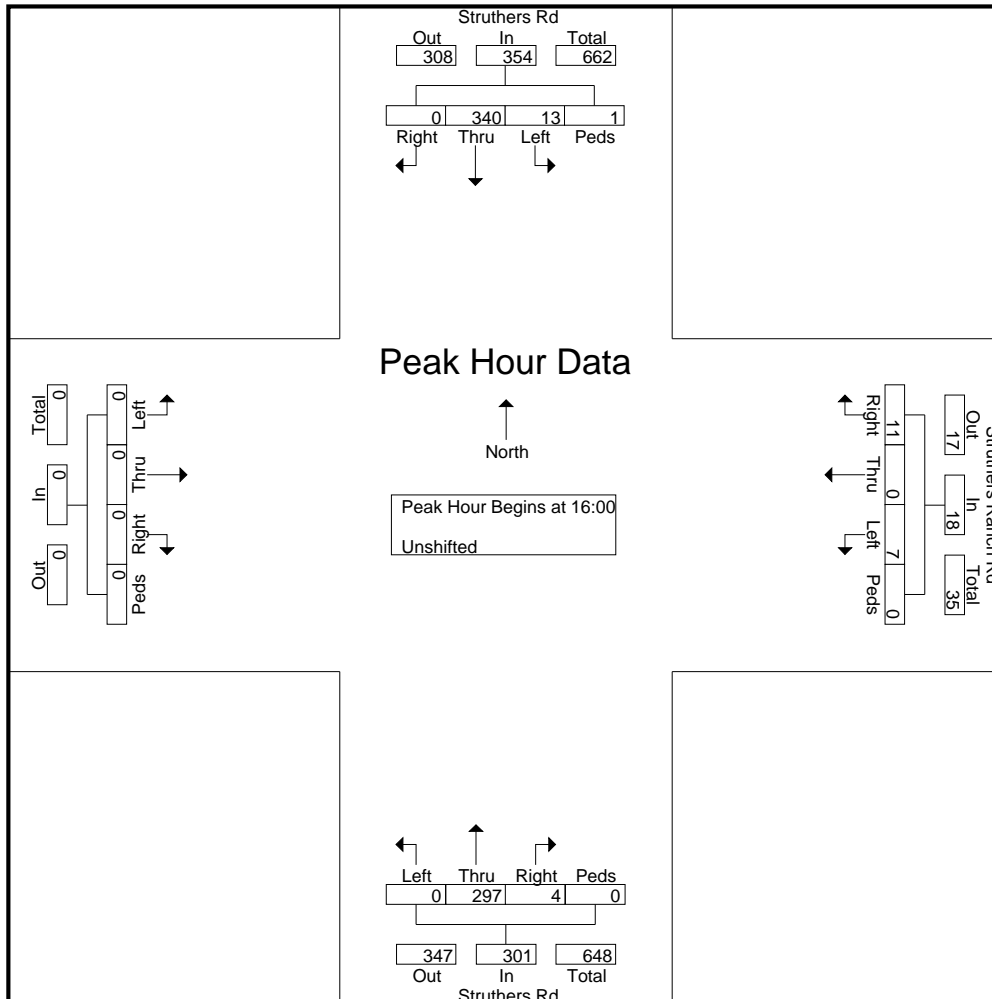 Struthers Rd
Out In Total
308 354 662
0 340 13 1
Right Thru Left Peds
Peak Hour Data
North
Peak Hour Begins at 16:00
Unshifted
Total In Out
0 0 0
0 0 0 0
Left Thru Right Peds
Right Thru Left Peds
11 0 7 0
17 18 35
Out In Total
Struthers Ranch Rd
Left Thru Right Peds
0 297 4 0
347 301 648
Out In Total
Struthers Rd